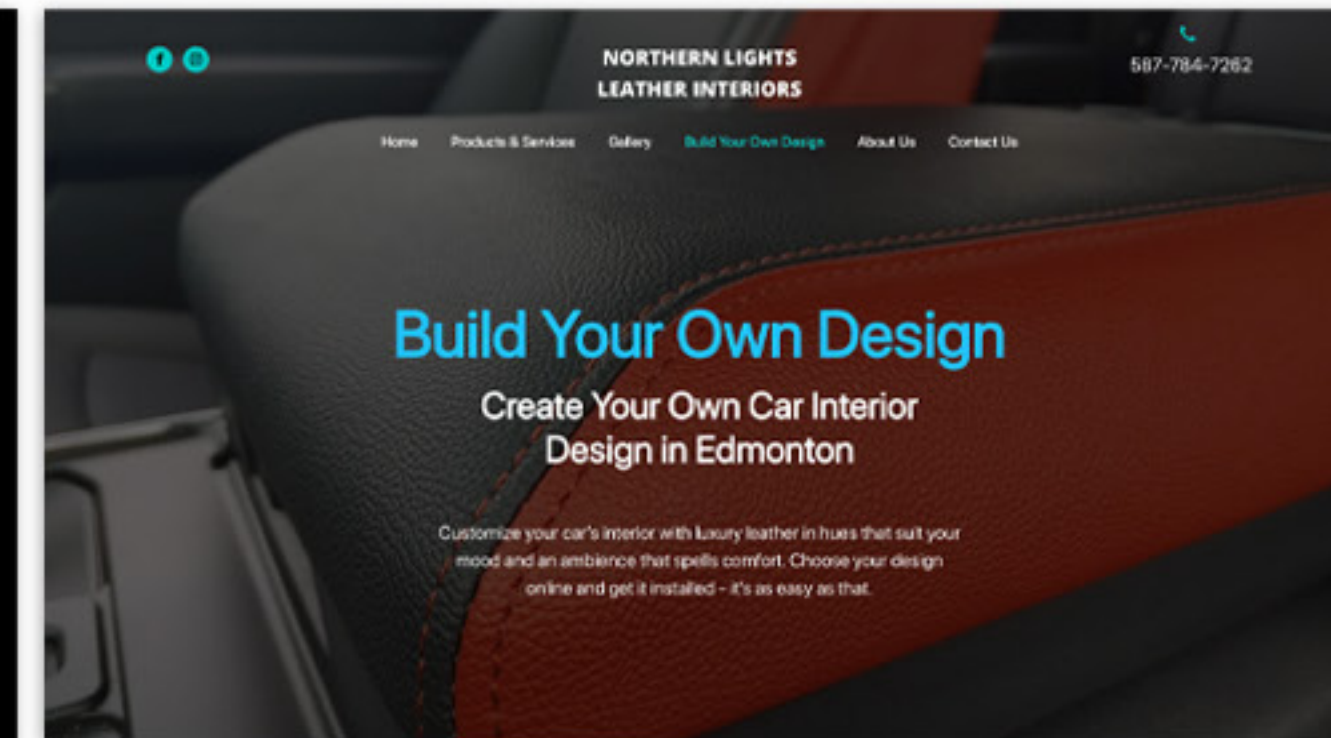 NORTHERN LIGHTS
LEATHER INTERIORS
587-784-7262
Home Products & Services Gallery Build Your Own Design About Us Contact Us
Build Your Own Design
Create Your Own Car Interior
Design in Edmonton
Customize your car's interior with luxury leather in hues that suit your
mood and an ambience that spells comfort. Choose your design
online and get it installed – it's as easy as that.